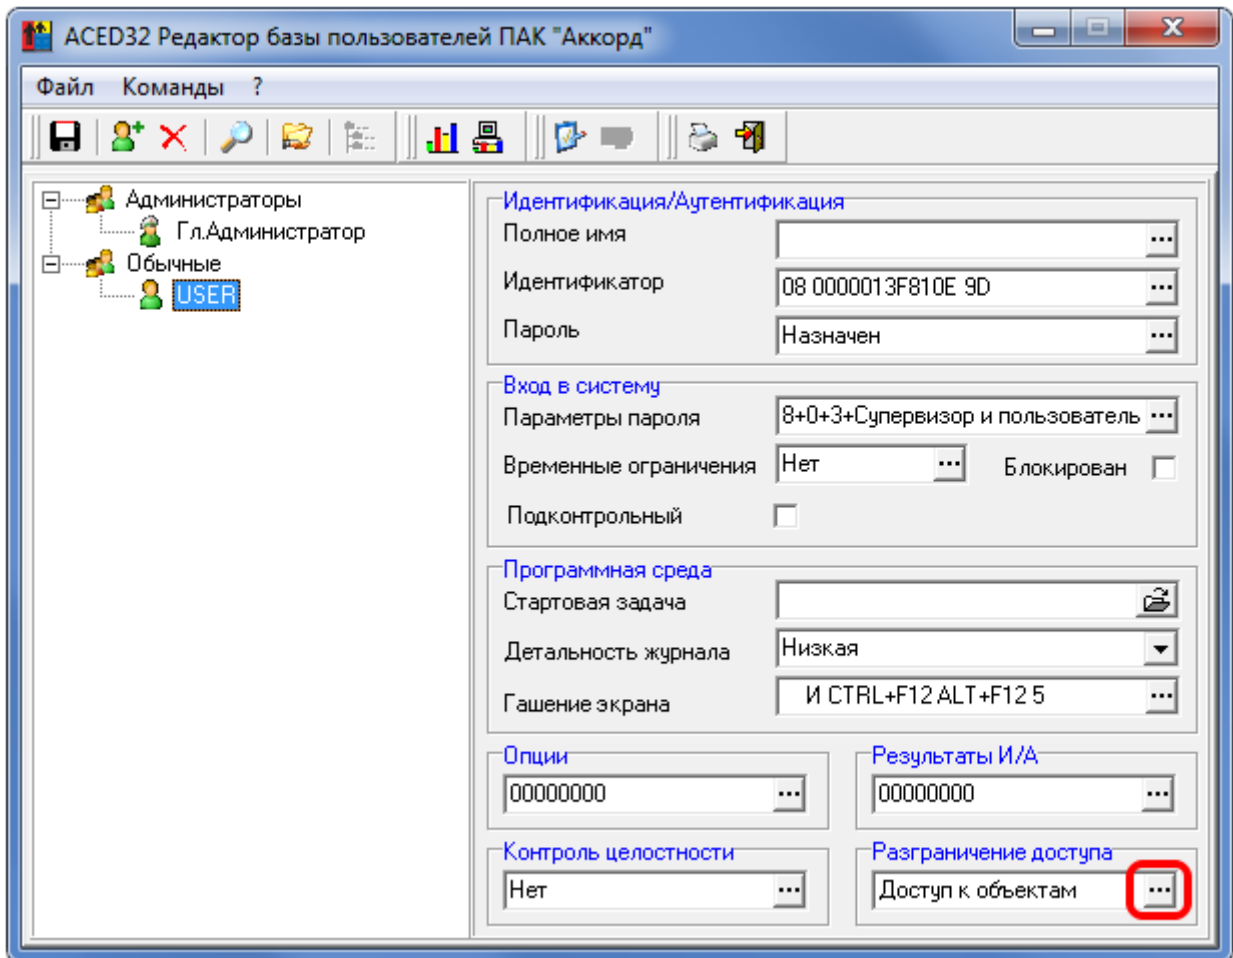 ACED32 Редактор базы пользователей ПАК "Аккорд"
Файл Команды ?
Администраторы
Гл.Администратор
Обычные
USER
Идентификация/Аутентификация
Полное имя
Идентификатор 08 0000013F810E 9D
Пароль Назначен
Вход в систему
Параметры пароля 8+0+3+Супервизор и пользователь
Временные ограничения Нет Блокирован
Подконтрольный
Программная среда
Стартовая задача
Детальность журнала Низкая
Гашение экрана И CTRL+F12 ALT+F12 5
Опции Результаты И/А
00000000 00000000
Контроль целостности Разграничение доступа
Нет Доступ к объектам